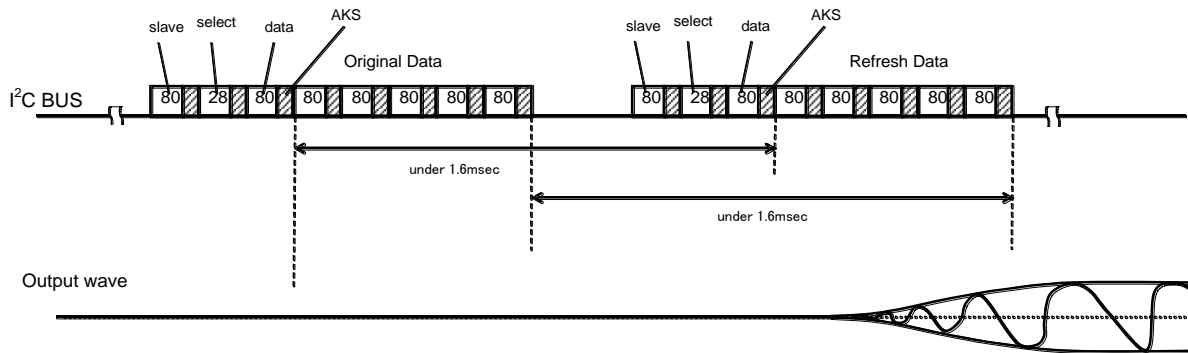 slave select data AKS
Original Data
slave select data AKS
Refresh Data
I²C BUS
80 28 80 80 80 80 80 80
80 28 80 80 80 80 80 80
under 1.6msec
under 1.6msec
Output wave